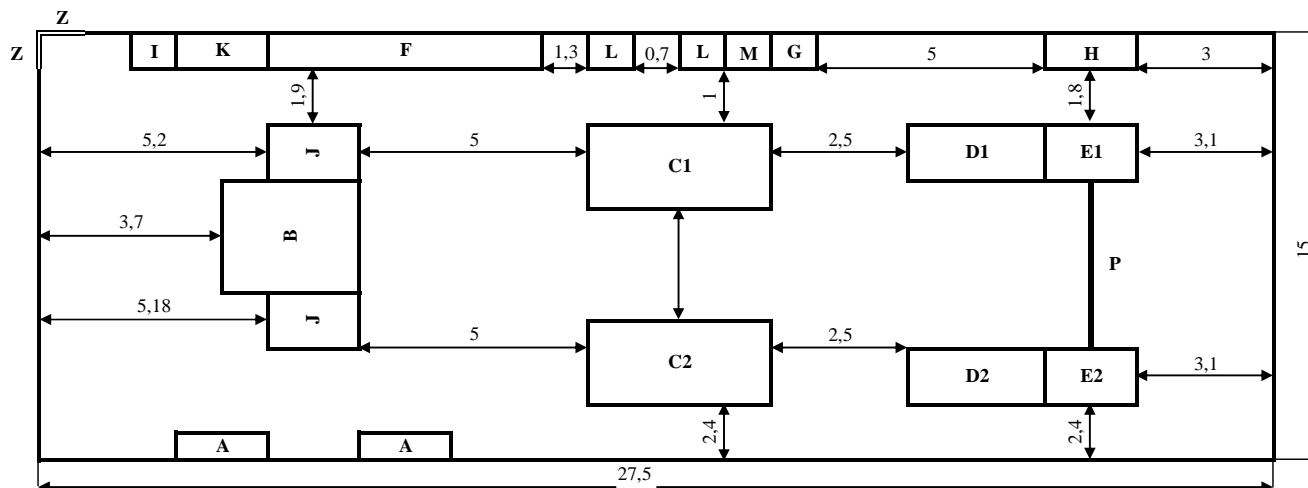 Z
Z
I K F 1,3 L 0,7 L M G 5 H 3
1,9 1 1,8
5,2 J 5 C1 2,5 D1 E1 3,1
3,7 B P 15
5,18 J 5 C2 2,5 D2 E2 3,1
A A 2,4 2,4
27,5